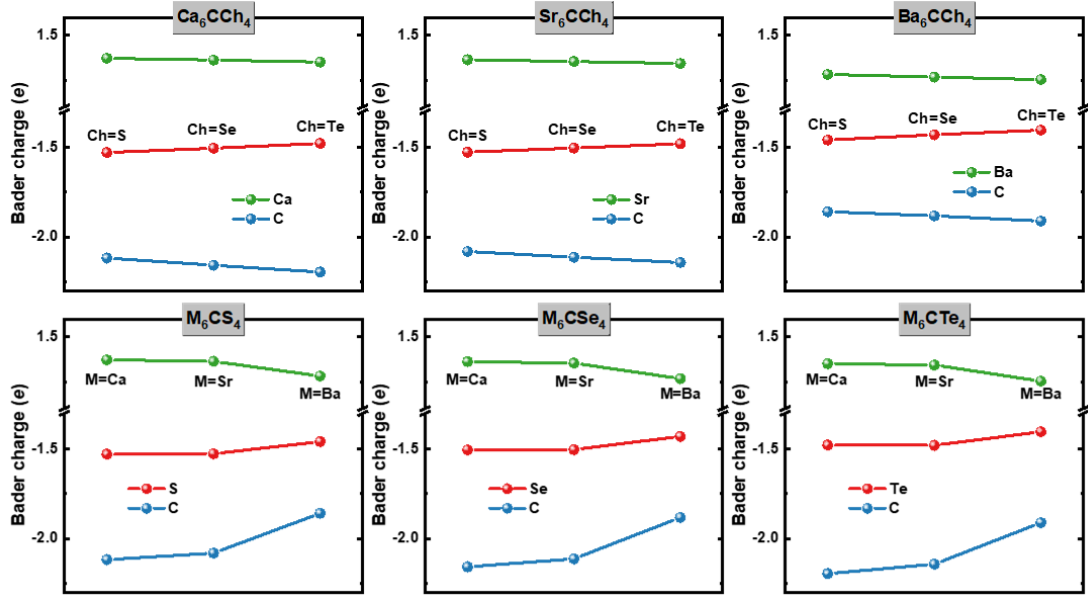 Ca₆CCh₄
Sr₆CCh₄
Ba₆CCh₄
Bader charge (e)
1.5
-1.5
-2.0
Ch=S
Ch=Se
Ch=Te
Ca
C
Bader charge (e)
1.5
-1.5
-2.0
Ch=S
Ch=Se
Ch=Te
Sr
C
Bader charge (e)
1.5
-1.5
-2.0
Ch=S
Ch=Se
Ch=Te
Ba
C
M₆CS₄
M₆CSe₄
M₆CTe₄
Bader charge (e)
1.5
-1.5
-2.0
M=Ca
M=Sr
M=Ba
S
C
Bader charge (e)
1.5
-1.5
-2.0
M=Ca
M=Sr
M=Ba
Se
C
Bader charge (e)
1.5
-1.5
-2.0
M=Ca
M=Sr
M=Ba
Te
C